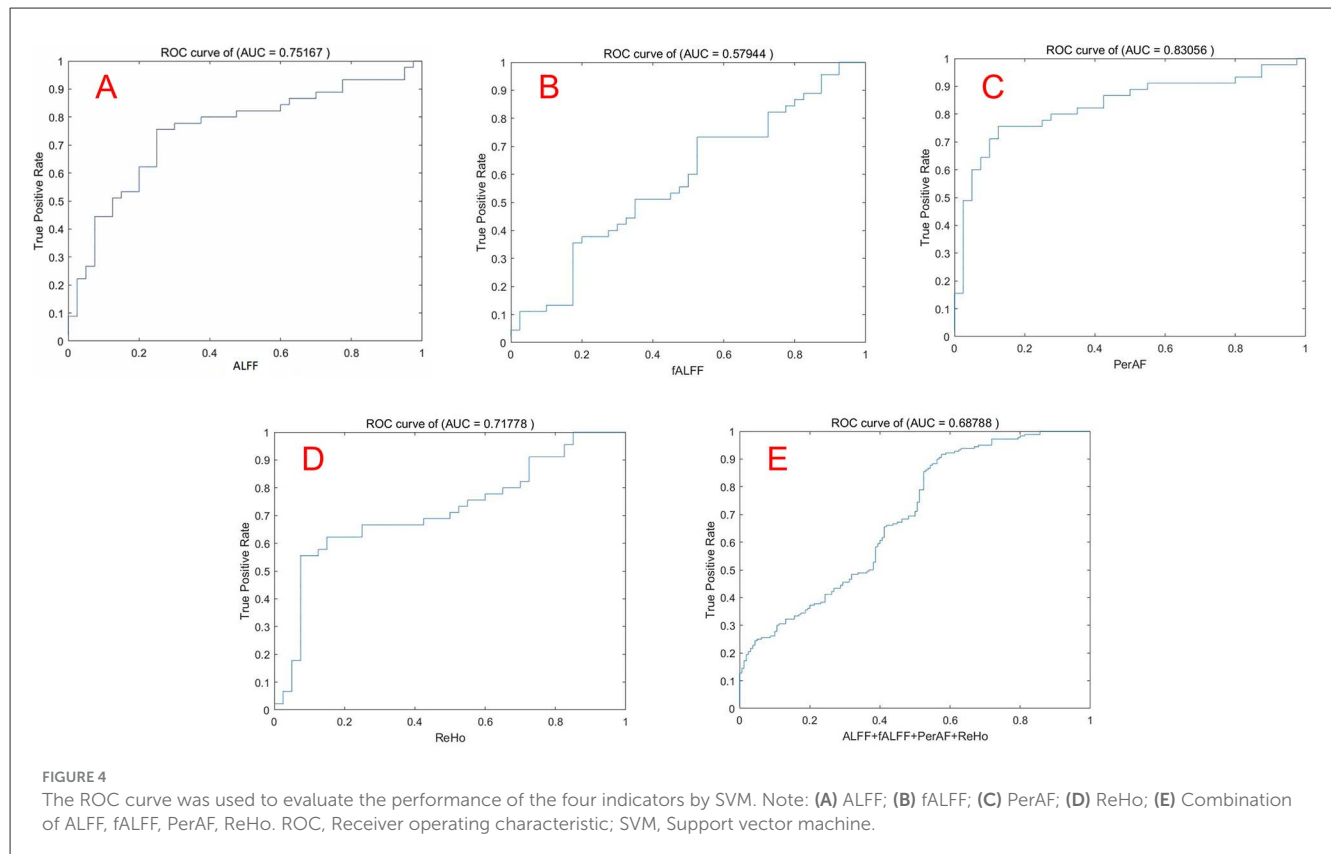 ROC curve of (AUC = 0.75167 )
A
True Positive Rate
1
0.9
0.8
0.7
0.6
0.5
0.4
0.3
0.2
0.1
0
0 0.2 0.4 0.6 0.8 1
ALFF
ROC curve of (AUC = 0.57944 )
B
True Positive Rate
1
0.9
0.8
0.7
0.6
0.5
0.4
0.3
0.2
0.1
0
0 0.2 0.4 0.6 0.8 1
fALFF
ROC curve of (AUC = 0.83056 )
C
True Positive Rate
1
0.9
0.8
0.7
0.6
0.5
0.4
0.3
0.2
0.1
0
0 0.2 0.4 0.6 0.8 1
PerAF
ROC curve of (AUC = 0.71778 )
D
True Positive Rate
1
0.9
0.8
0.7
0.6
0.5
0.4
0.3
0.2
0.1
0
0 0.2 0.4 0.6 0.8 1
ReHo
ROC curve of (AUC = 0.68788 )
E
True Positive Rate
1
0.9
0.8
0.7
0.6
0.5
0.4
0.3
0.2
0.1
0
0 0.2 0.4 0.6 0.8 1
ALFF+fALFF+PerAF+ReHo
FIGURE 4
The ROC curve was used to evaluate the performance of the four indicators by SVM. Note: (A) ALFF; (B) fALFF; (C) PerAF; (D) ReHo; (E) Combination
of ALFF, fALFF, PerAF, ReHo. ROC, Receiver operating characteristic; SVM, Support vector machine.